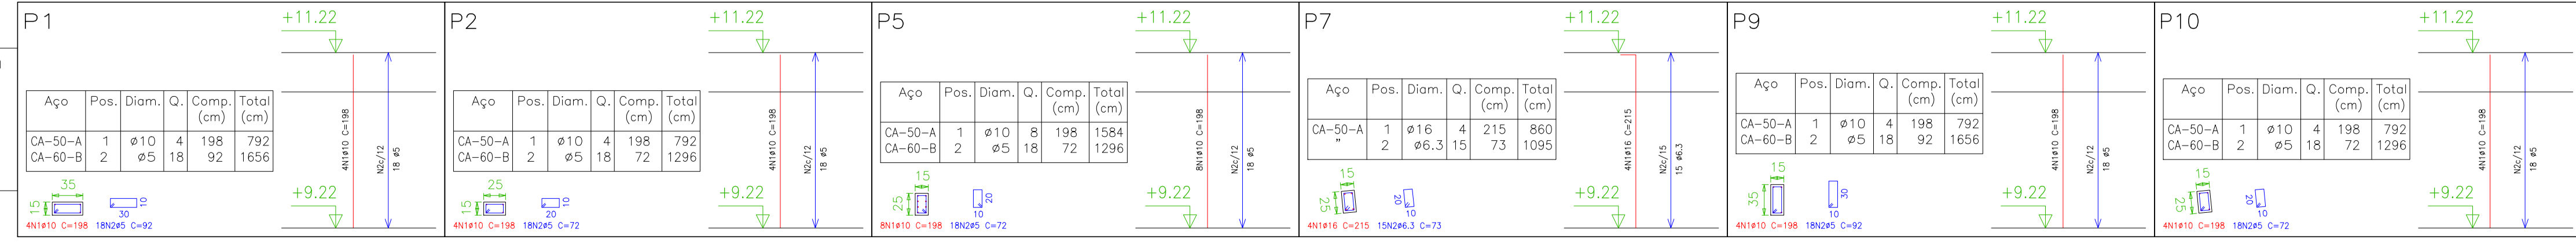 P1
+11.22
Aço Pos. Diam. Q. Comp. (cm) Total (cm)
CA-50-A 1 ø10 4 198 792
CA-60-B 2 ø5 18 92 1656
4N1ø10 C=198
N2c/12
18 ø5
+9.22
35
15
30
10
4N1ø10 C=198 18N2ø5 C=92
P2
+11.22
Aço Pos. Diam. Q. Comp. (cm) Total (cm)
CA-50-A 1 ø10 4 198 792
CA-60-B 2 ø5 18 72 1296
4N1ø10 C=198
N2c/12
18 ø5
+9.22
25
15
20
10
4N1ø10 C=198 18N2ø5 C=72
P5
+11.22
Aço Pos. Diam. Q. Comp. (cm) Total (cm)
CA-50-A 1 ø10 8 198 1584
CA-60-B 2 ø5 18 72 1296
8N1ø10 C=198
N2c/12
18 ø5
+9.22
15
25
20
10
8N1ø10 C=198 18N2ø5 C=72
P7
+11.22
Aço Pos. Diam. Q. Comp. (cm) Total (cm)
CA-50-A 1 ø16 4 215 860
" 2 ø6.3 15 73 1095
4N1ø16 C=215
N2c/15
15 ø6.3
+9.22
15
25
20
10
4N1ø16 C=215 15N2ø6.3 C=73
P9
+11.22
Aço Pos. Diam. Q. Comp. (cm) Total (cm)
CA-50-A 1 ø10 4 198 792
CA-60-B 2 ø5 18 92 1656
4N1ø10 C=198
N2c/12
18 ø5
+9.22
15
35
30
10
4N1ø10 C=198 18N2ø5 C=92
P10
+11.22
Aço Pos. Diam. Q. Comp. (cm) Total (cm)
CA-50-A 1 ø10 4 198 792
CA-60-B 2 ø5 18 72 1296
4N1ø10 C=198
N2c/12
18 ø5
+9.22
15
25
20
10
4N1ø10 C=198 18N2ø5 C=72